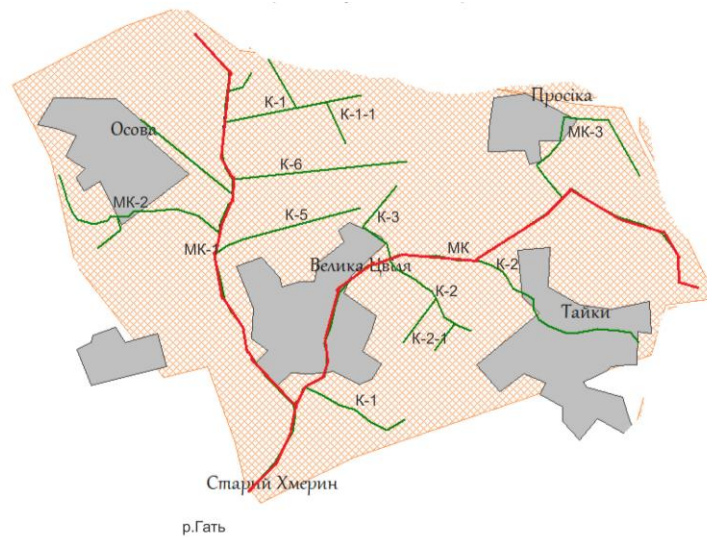 Просіка
К-1
К-1-1
Осова
МК-3
К-6
МК-2
К-5
К-3
МК-1
МК
Велика Цвіля
К-2
К-2
Тайки
К-2-1
К-1
Старий Хмерин
р.Гать